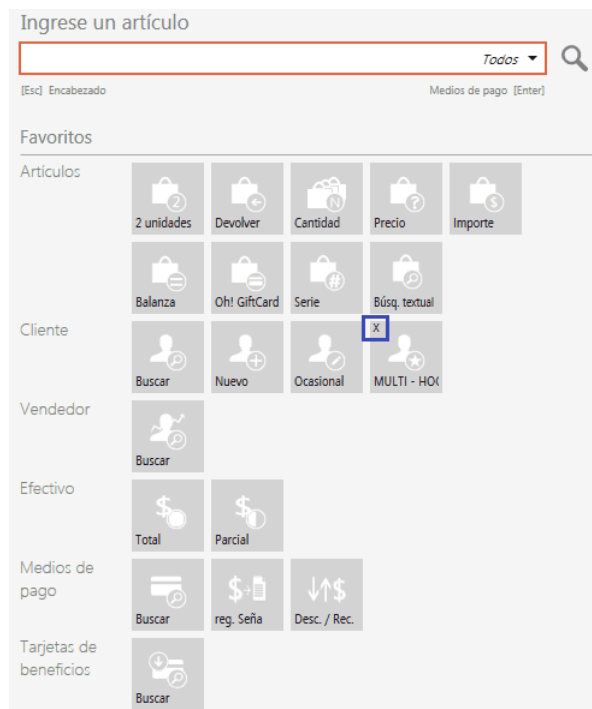 Ingrese un artículo
Todos
[Esc] Encabezado
Medios de pago [Enter]
Favoritos
Artículos
2 unidades
Devolver
Cantidad
Precio
Importe
Balanza
Oh! GiftCard
Serie
Búsq. textual
Cliente
X
Buscar
Nuevo
Ocasional
MULTI - HO(
Vendedor
Buscar
Efectivo
Total
Parcial
Medios de
pago
Buscar
reg. Seña
Desc. / Rec.
Tarjetas de
beneficios
Buscar